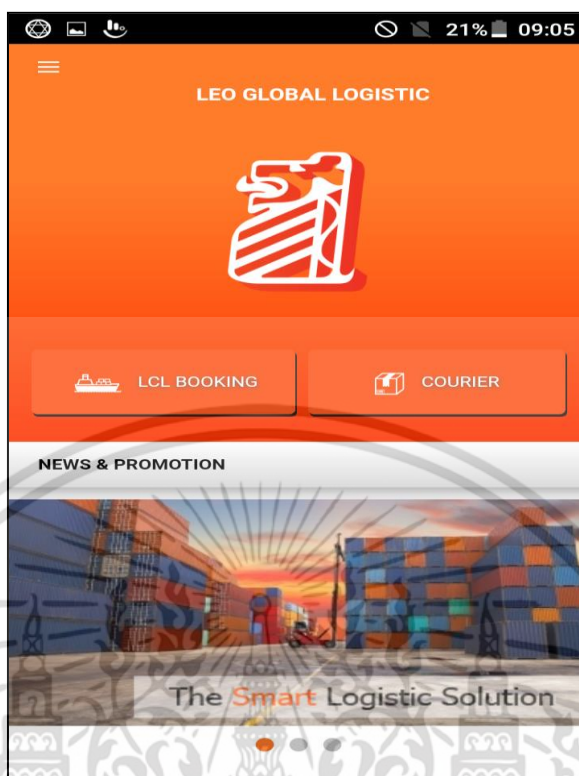 21% 09:05
LEO GLOBAL LOGISTIC
LCL BOOKING
COURIER
NEWS & PROMOTION
The Smart Logistic Solution